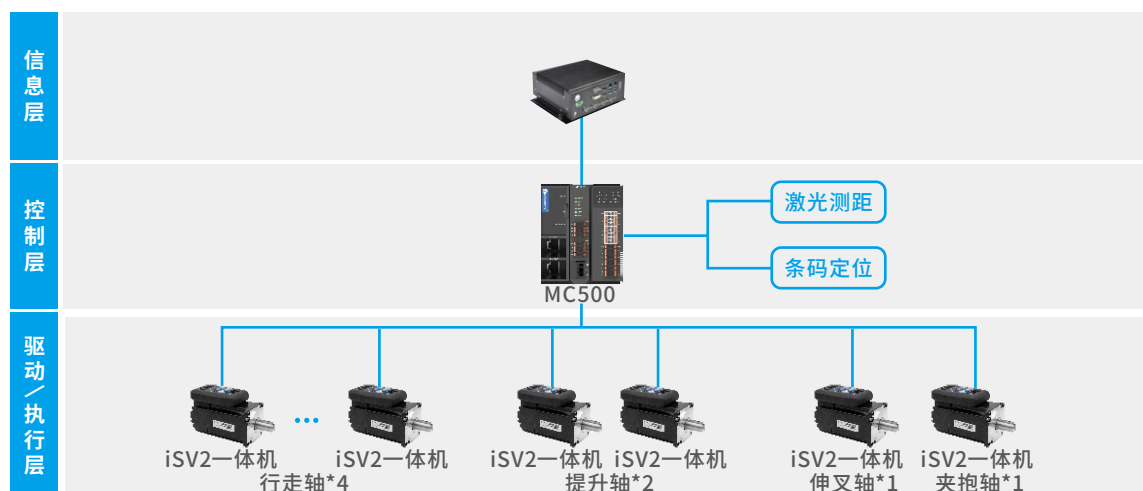 信息层
控制层
激光测距
条码定位
MC500
驱动/执行层
...
iSV2一体机 iSV2一体机 iSV2一体机 iSV2一体机 iSV2一体机 iSV2一体机
行走轴*4 提升轴*2 伸叉轴*1 夹抱轴*1